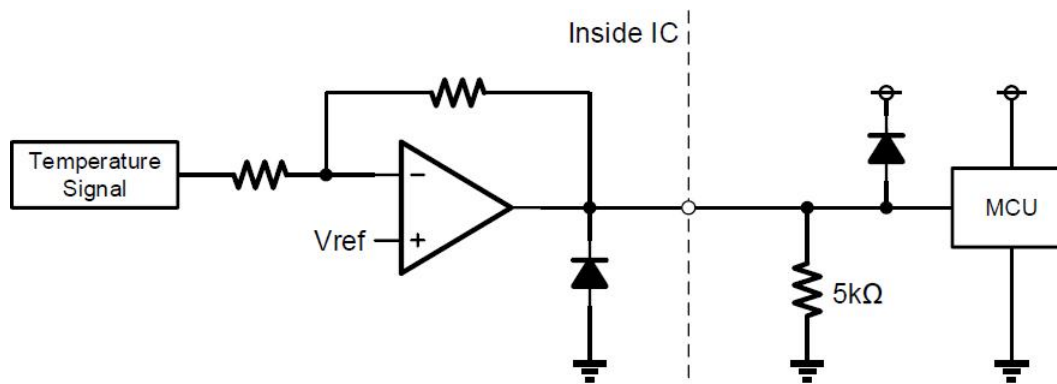 Inside IC
Temperature
Signal
−
Vref
+
5kΩ
MCU